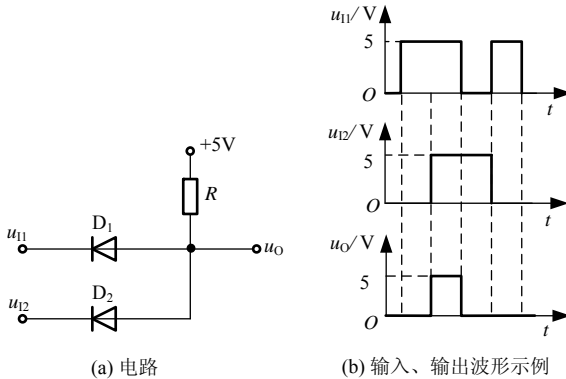 +5V
R
D₁
u_I1
u_O
D₂
u_I2
(a) 电路
u_I1/ V
5
O
t
u_I2/ V
5
O
t
u_O/ V
5
O
t
(b) 输入、输出波形示例